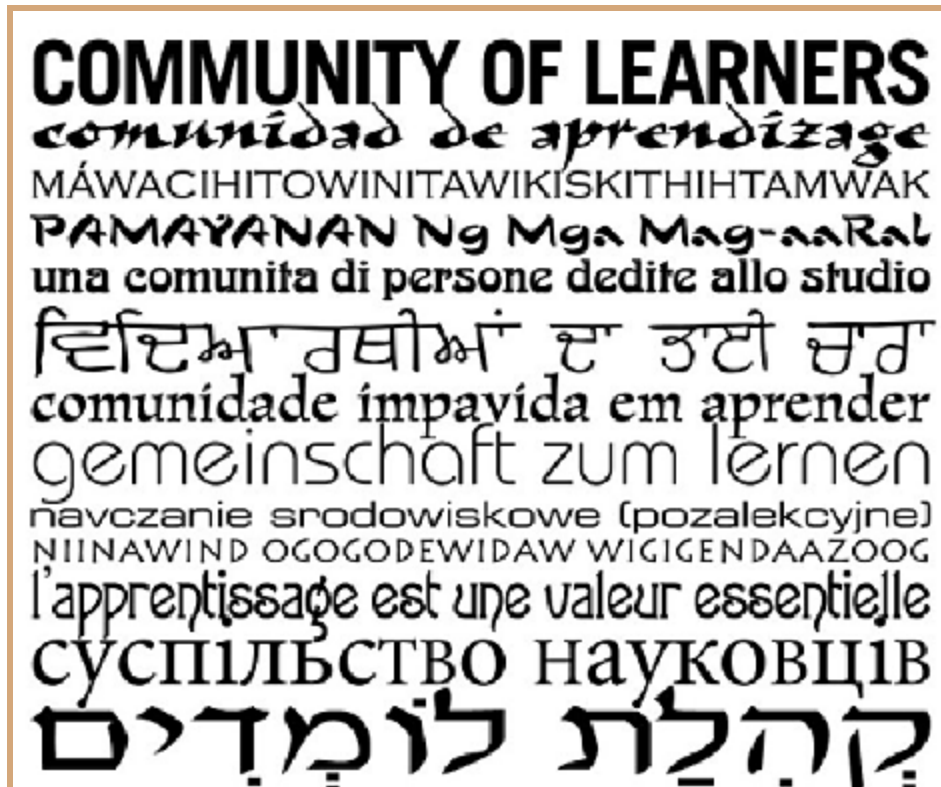 COMMUNITY OF LEARNERS
comunidad de aprendizage
MÁWACIHITOWINITAWIKISKITHIHTAMWAK
PAMAYANAN Ng Mga Mag-aaRal
una comunita di persone dedite allo studio
ਵਿਦਿਆਰਥੀਆਂ ਦਾ ਭਾਈ ਚਾਰਾ
comunidade impavida em aprender
gemeinschaft zum lernen
navczanie srodowiskowe (pozalekcyjne)
NIINAWIND OGOGODEWIDAW WIGIGENDAAZOOG
l'apprentissage est une valeur essentielle
суспільство науковців
קְהִלַת לוֹמְדִים